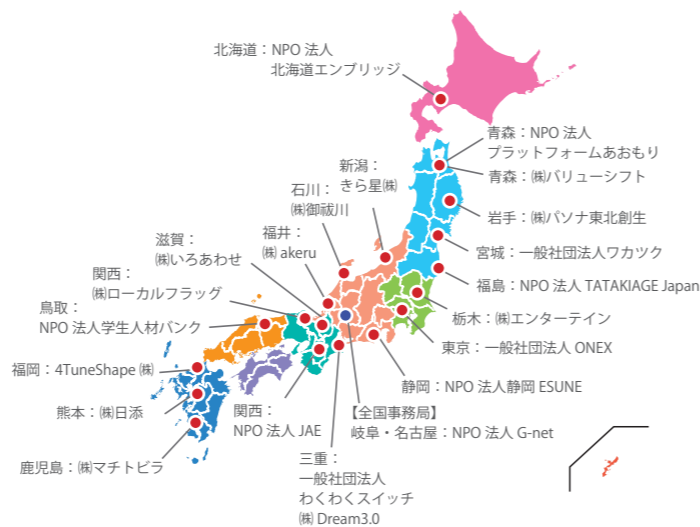 北海道：NPO 法人
北海道エンブリッジ
青森：NPO 法人
プラットフォームあおもり
青森：㈱バリューシフト
新潟：
きら星㈱
石川：
㈱御祓川
岩手：㈱パソナ東北創生
福井：
㈱ akeru
宮城：一般社団法人ワカツク
滋賀：
㈱いろあわせ
関西：
㈱ローカルフラッグ
福島：NPO 法人 TATAKIAGE Japan
鳥取：
NPO 法人学生人材バンク
栃木：㈱エンターテイン
東京：一般社団法人 ONEX
福岡：4TuneShape ㈱
静岡：NPO 法人静岡 ESUNE
熊本：㈱日添
関西：
NPO 法人 JAE
【全国事務局】
岐阜・名古屋：NPO 法人 G-net
鹿児島：㈱マチトビラ
三重：
一般社団法人
わくわくスイッチ
㈱ Dream3.0